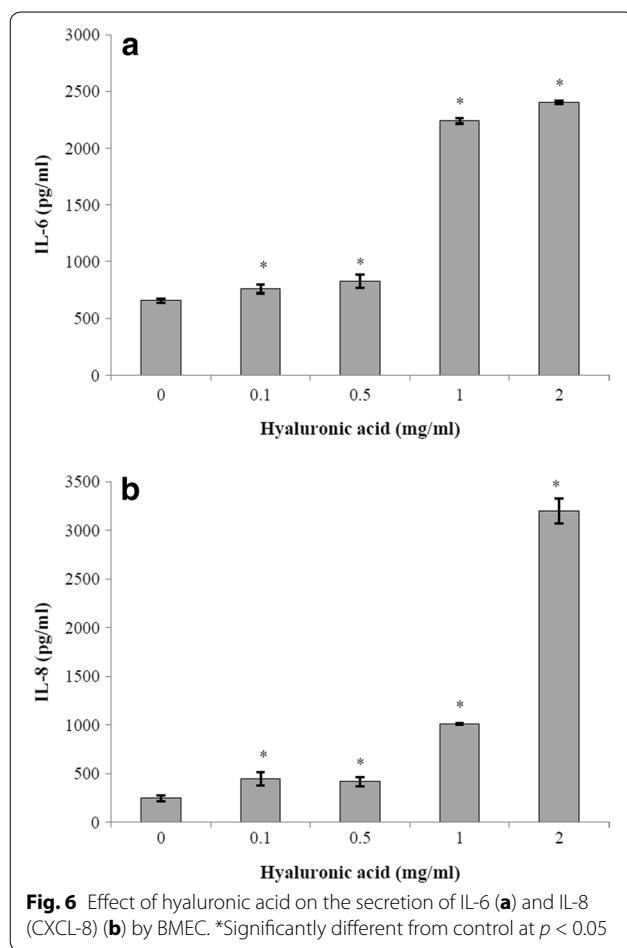 a
3000
2500
2000
1500
1000
500
0
IL-6 (pg/ml)
*
*
*
*
0 0.1 0.5 1 2
Hyaluronic acid (mg/ml)
b
3500
3000
2500
2000
1500
1000
500
0
IL-8 (pg/ml)
*
*
*
*
0 0.1 0.5 1 2
Hyaluronic acid (mg/ml)
Fig. 6 Effect of hyaluronic acid on the secretion of IL-6 (a) and IL-8
(CXCL-8) (b) by BMEC. *Significantly different from control at p < 0.05